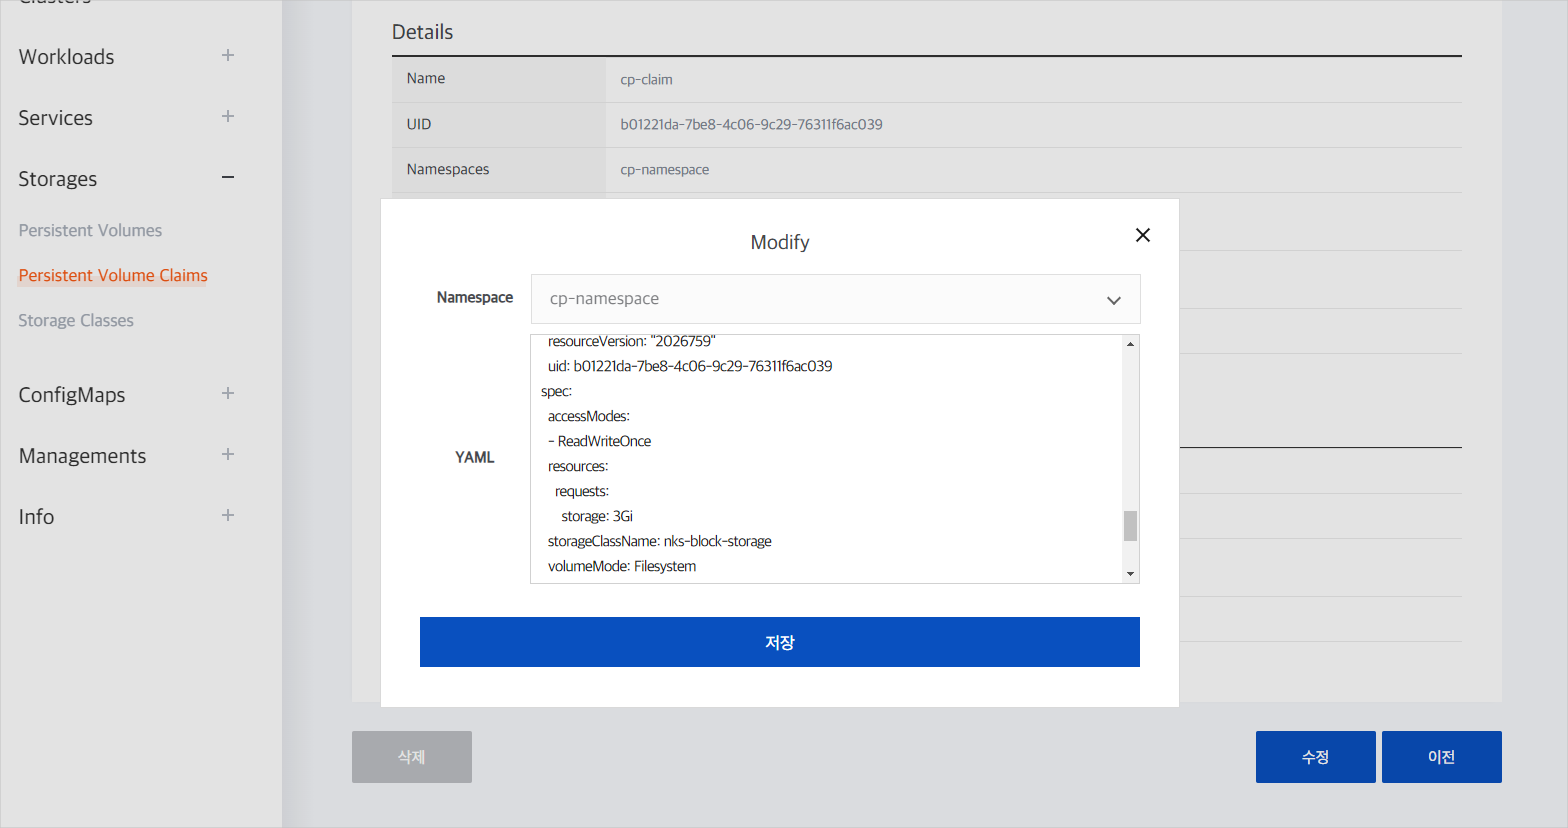 Clusters
Workloads
Services
Storages
Persistent Volumes
Persistent Volume Claims
Storage Classes
ConfigMaps
Managements
Info
Details
Name cp-claim
UID b01221da-7be8-4c06-9c29-76311f6ac039
Namespaces cp-namespace
Modify
Namespace cp-namespace
YAML
resourceVersion: "2026759"
uid: b01221da-7be8-4c06-9c29-76311f6ac039
spec:
accessModes:
- ReadWriteOnce
resources:
requests:
storage: 3Gi
storageClassName: nks-block-storage
volumeMode: Filesystem
저장
삭제
수정
이전